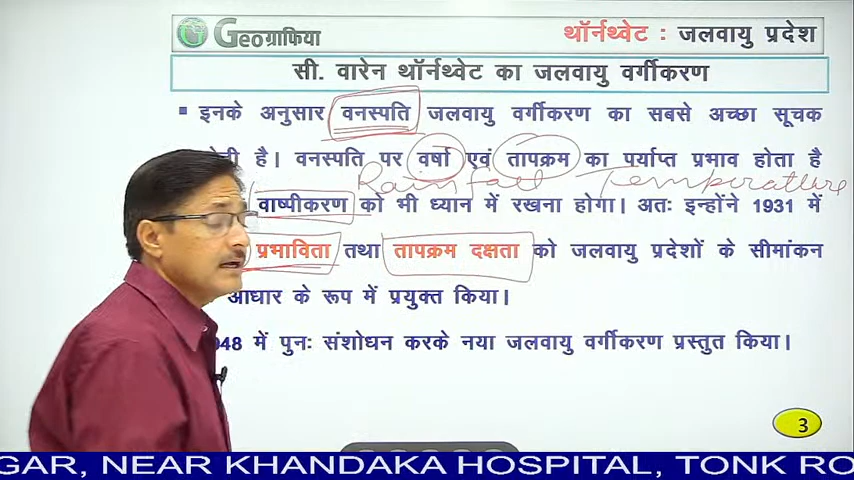 Geoग्राफिया
थॉर्नथ्वेट : जलवायु प्रदेश
सी. वारेन थॉर्नथ्वेट का जलवायु वर्गीकरण
▪ इनके अनुसार वनस्पति जलवायु वर्गीकरण का सबसे अच्छा सूचक
है। वनस्पति पर वर्षा एवं तापक्रम का पर्याप्त प्रभाव होता है
Rainfall Temperature
वाष्पीकरण को भी ध्यान में रखना होगा। अतः इन्होंने 1931 में
प्रभाविता तथा तापक्रम दक्षता को जलवायु प्रदेशों के सीमांकन
आधार के रूप में प्रयुक्त किया।
948 में पुनः संशोधन करके नया जलवायु वर्गीकरण प्रस्तुत किया।
3
GAR, NEAR KHANDAKA HOSPITAL, TONK RO